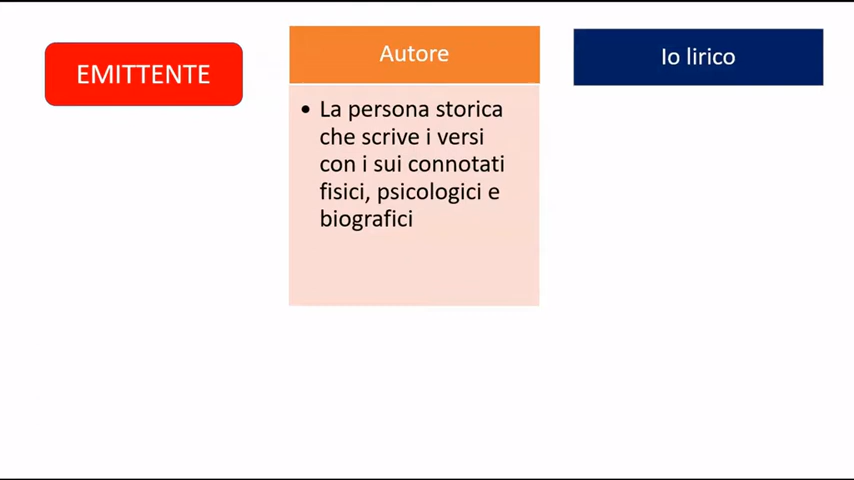 EMITTENTE
Autore
Io lirico
• La persona storica
che scrive i versi
con i sui connotati
fisici, psicologici e
biografici